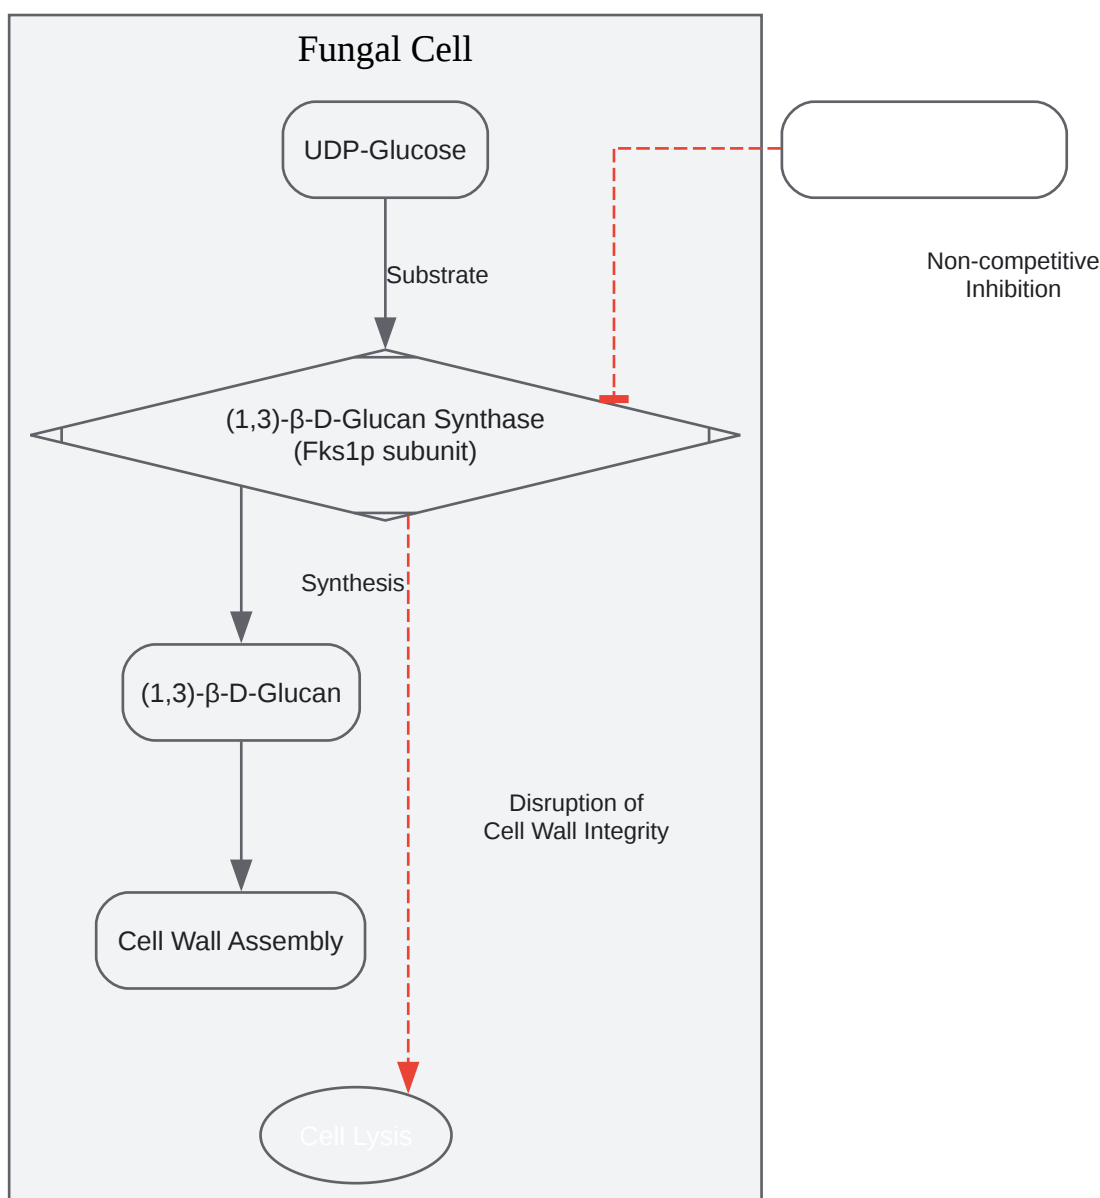 Fungal Cell
UDP-Glucose
Non-competitive
Inhibition
Substrate
(1,3)-β-D-Glucan Synthase
(Fks1p subunit)
Synthesis
(1,3)-β-D-Glucan
Disruption of
Cell Wall Integrity
Cell Wall Assembly
Cell Lysis